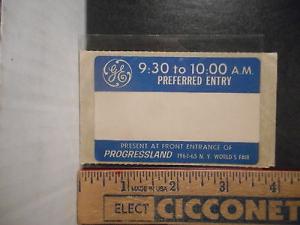 GE
9:30 to 10:00 A.M.
PREFERRED ENTRY
PRESENT AT FRONT ENTRANCE OF
PROGRESSLAND 1964-65 N. Y. WORLD'S FAIR
1 MADE IN U.S.A. 2 3 4
ELECT CICCONET